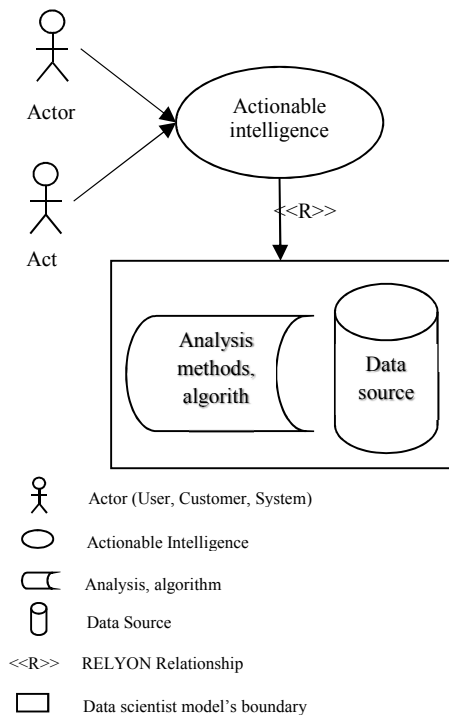 Actor
Actionable
intelligence
<<R>>
Act
Analysis
methods,
algorith
Data
source
Actor (User, Customer, System)
Actionable Intelligence
Analysis, algorithm
Data Source
<<R>> RELYON Relationship
Data scientist model's boundary